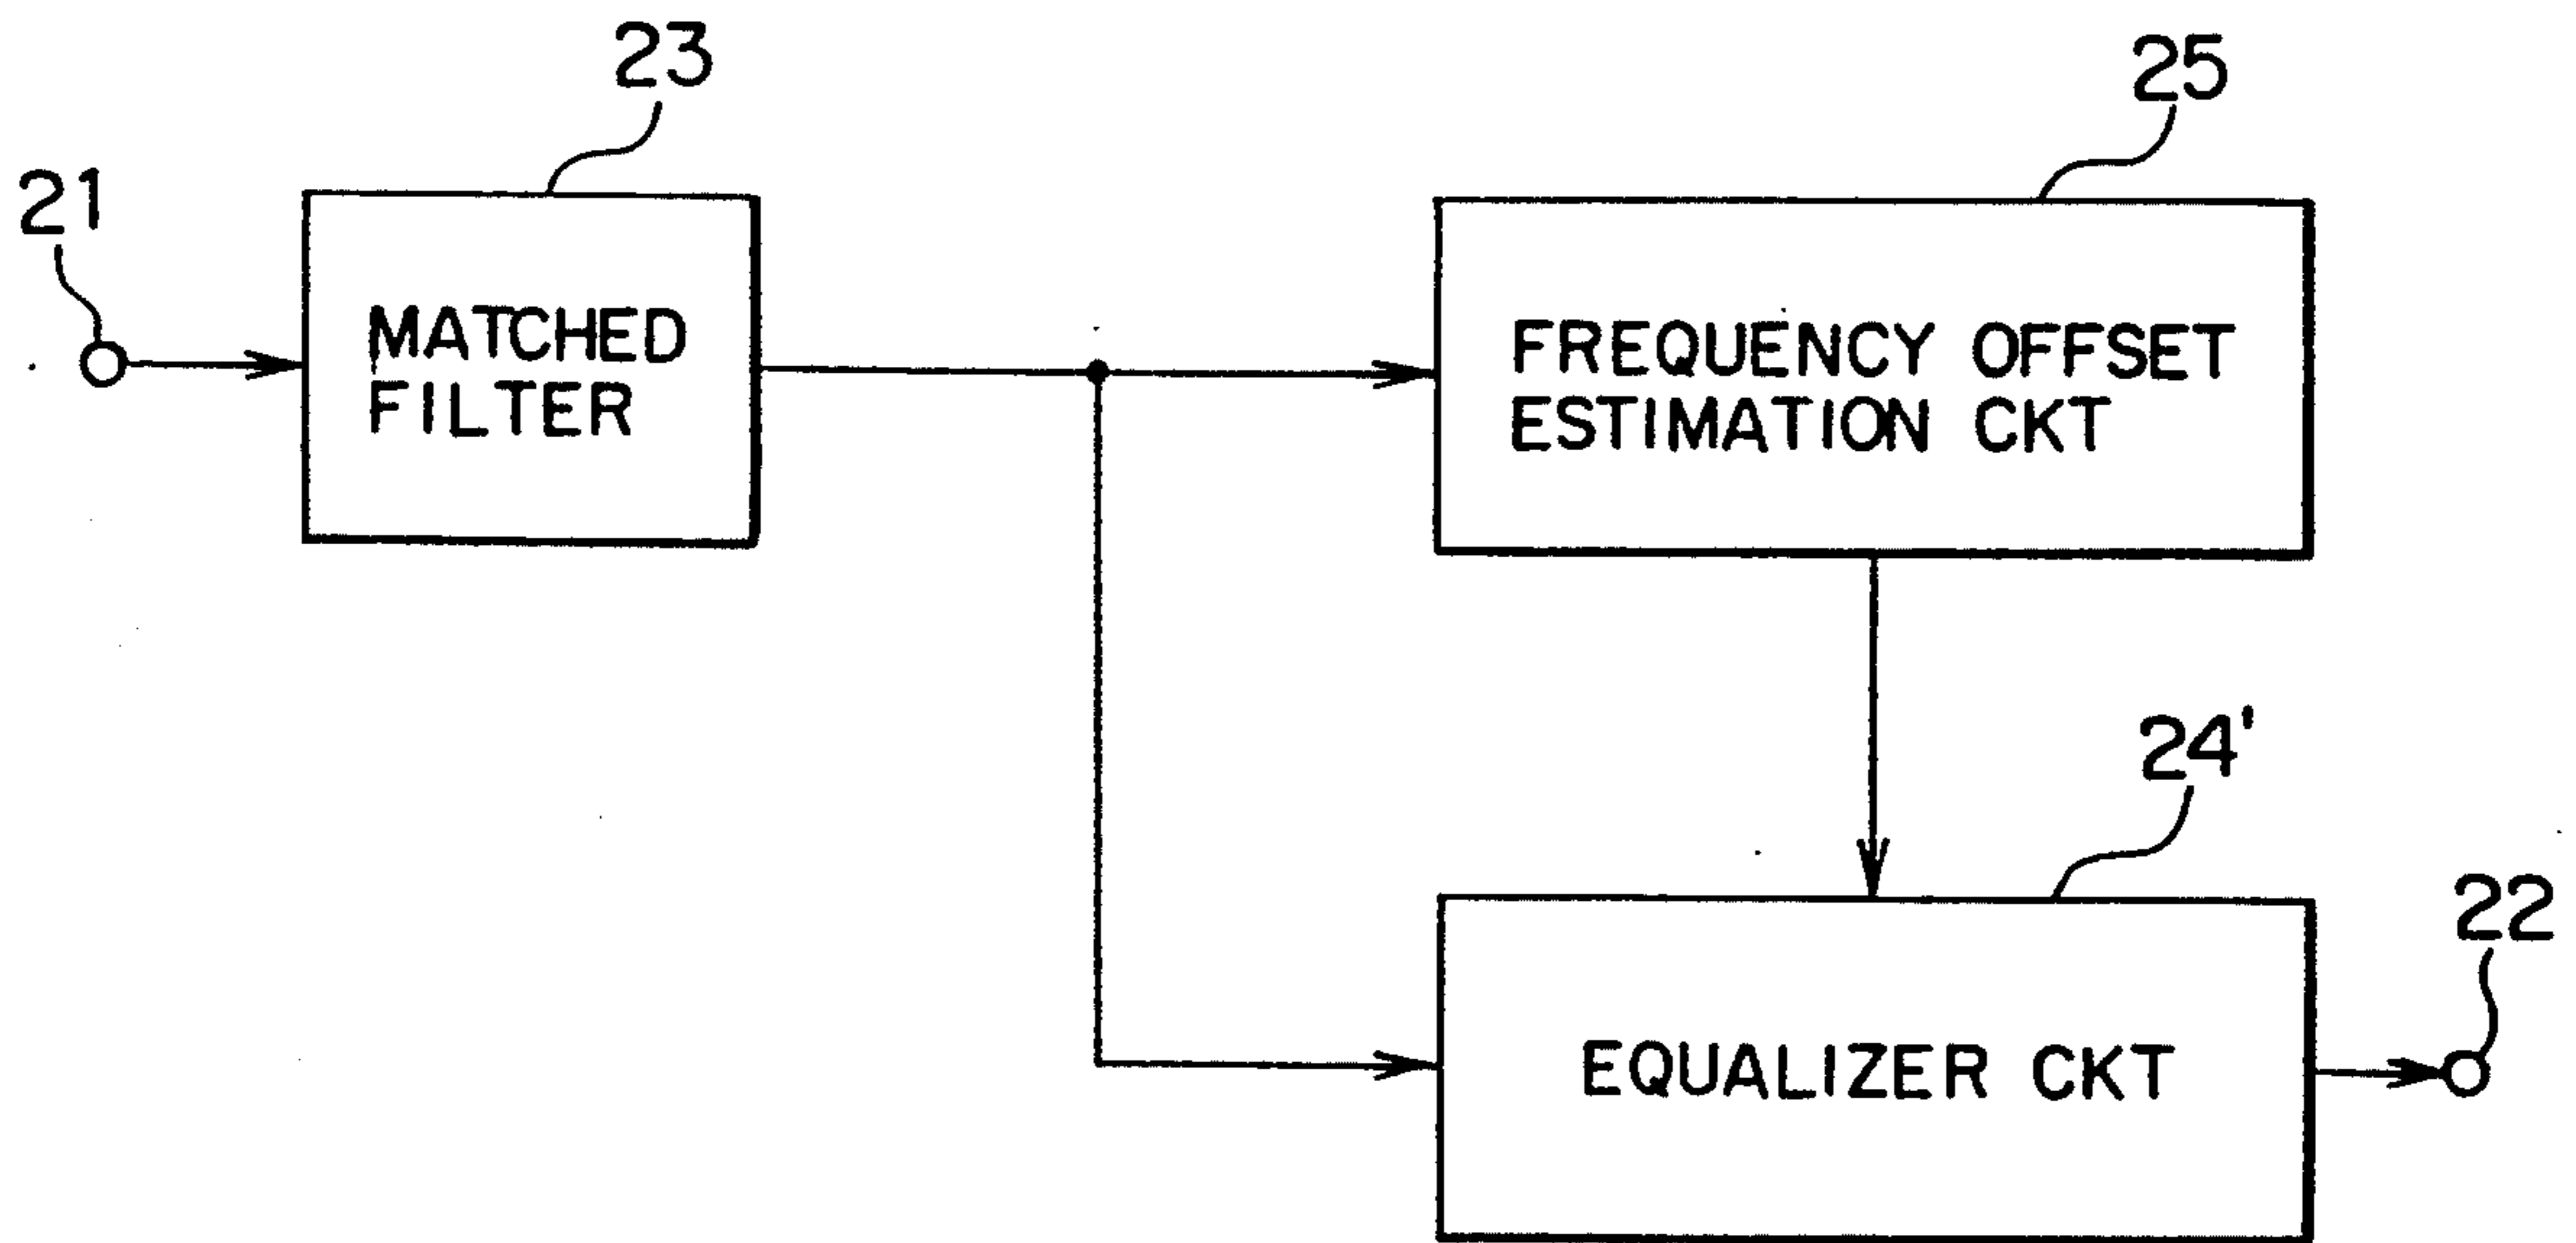 23
25
21
MATCHED
FILTER
FREQUENCY OFFSET
ESTIMATION CKT
24'
22
EQUALIZER CKT